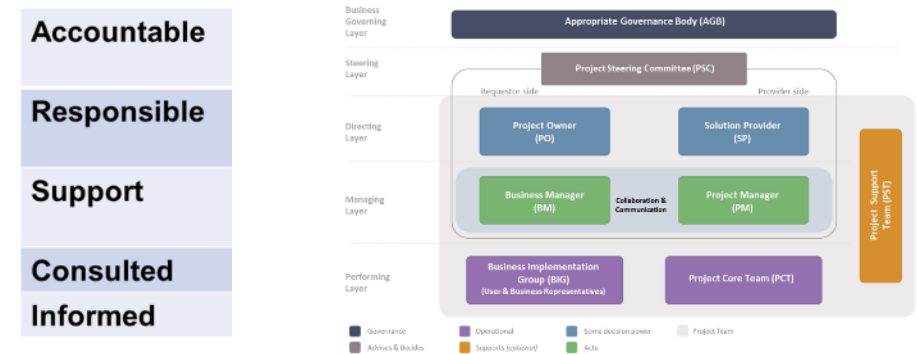 Accountable
Responsible
Support
Consulted
Informed
Business
Governing
Layer
Appropriate Governance Body (AGB)
Steering
Layer
Project Steering Committee (PSC)
Requestor side
Provider side
Directing
Layer
Project Owner
(PO)
Solution Provider
(SP)
Managing
Layer
Business Manager
(BM)
Collaboration &
Communication
Project Manager
(PM)
Project Support
Team (PST)
Performing
Layer
Business Implementation
Group (BIG)
(User & Business Representatives)
Project Core Team (PCT)
Governance
Operational
Some decision power
Project Team
Advises & Decides
Supports (optional)
Acts